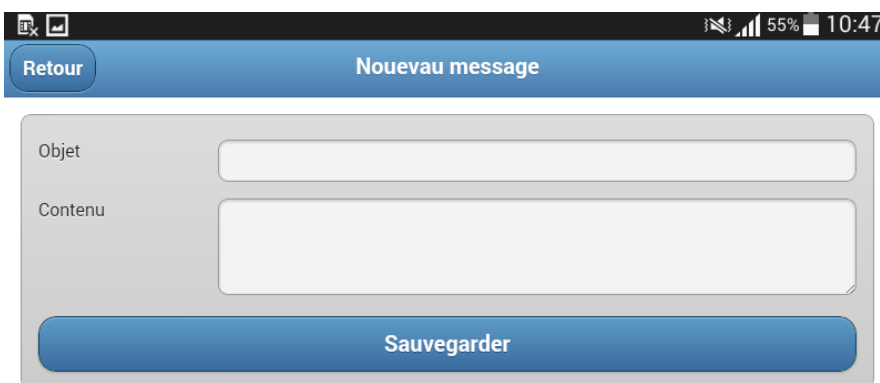 55% 10:47
Retour Nouevau message
Objet
Contenu
Sauvegarder